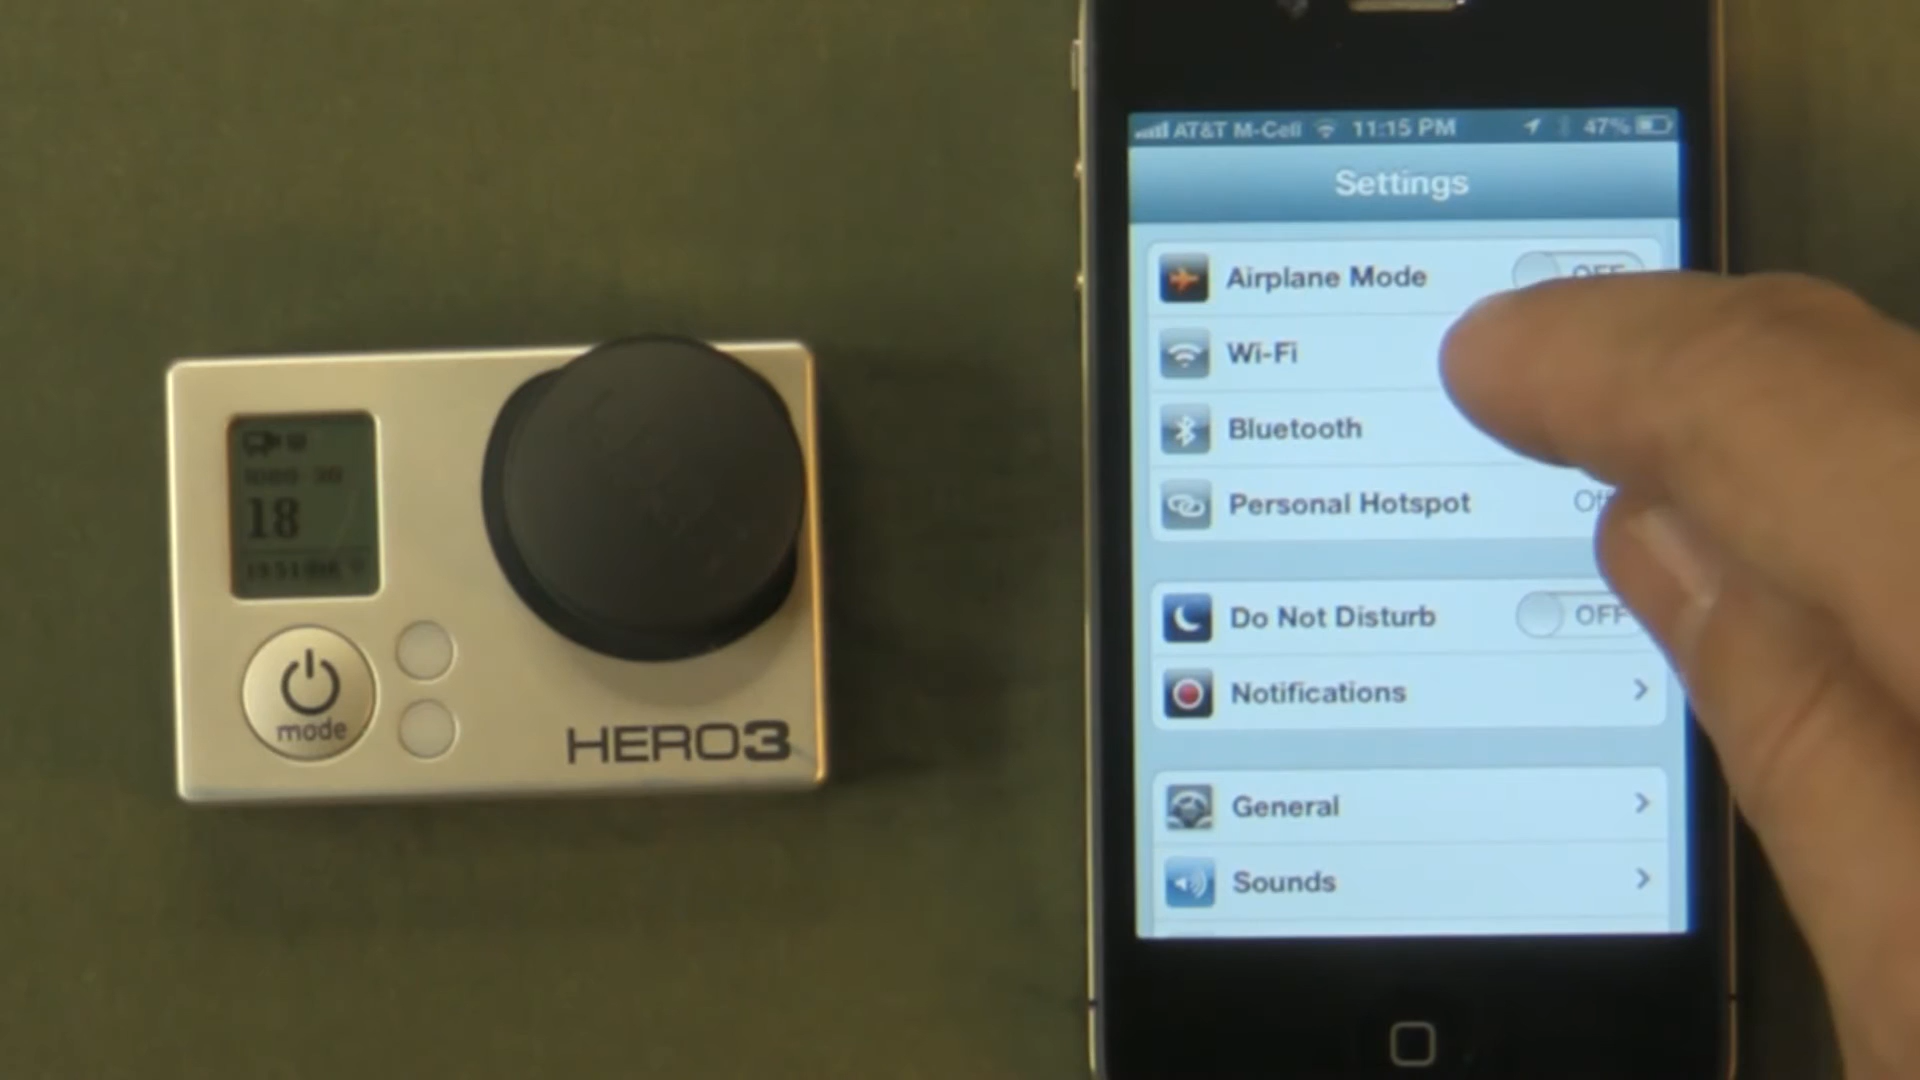 18
mode
HERO3
AT&T M-Cell 11:15 PM 47%
Settings
Airplane Mode OFF
Wi-Fi
Bluetooth
Personal Hotspot
Do Not Disturb OFF
Notifications
General
Sounds